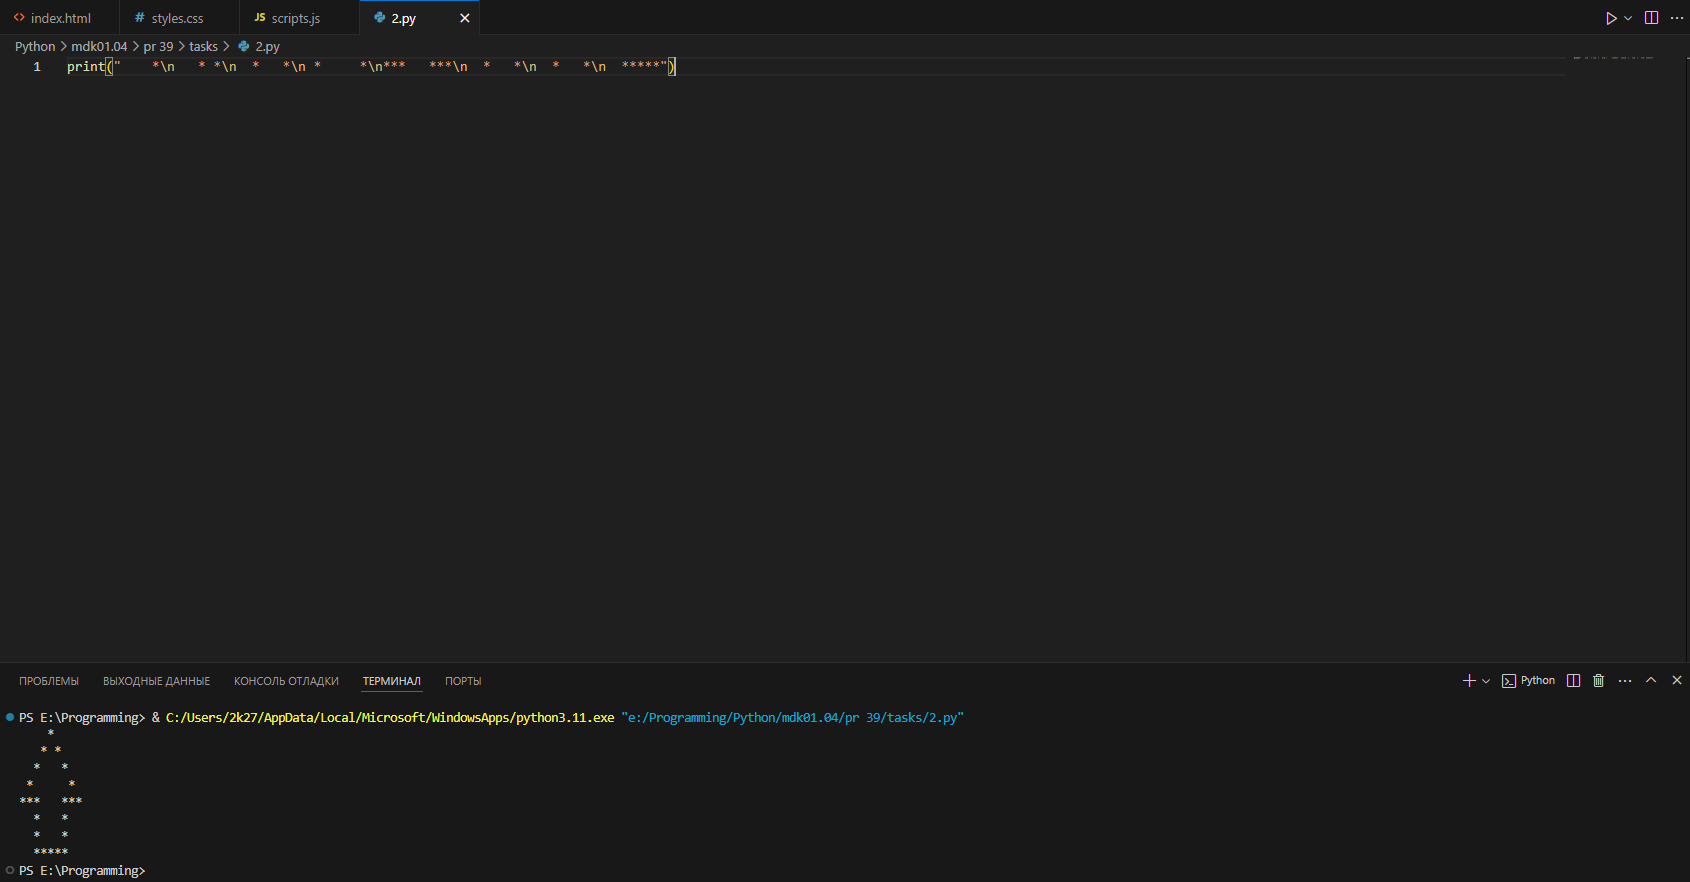 index.html # styles.css JS scripts.js 2.py
Python > mdk01.04 > pr 39 > tasks > 2.py
1 print("    *\n   * *\n  *   *\n *     *\n***   ***\n  *   *\n  *   *\n  *****")
ПРОБЛЕМЫ ВЫХОДНЫЕ ДАННЫЕ КОНСОЛЬ ОТЛАДКИ ТЕРМИНАЛ ПОРТЫ Python
PS E:\Programming> & C:/Users/2k27/AppData/Local/Microsoft/WindowsApps/python3.11.exe "e:/Programming/Python/mdk01.04/pr 39/tasks/2.py"
    *
   * *
  *   *
 *     *
***   ***
  *   *
  *   *
  *****
PS E:\Programming>